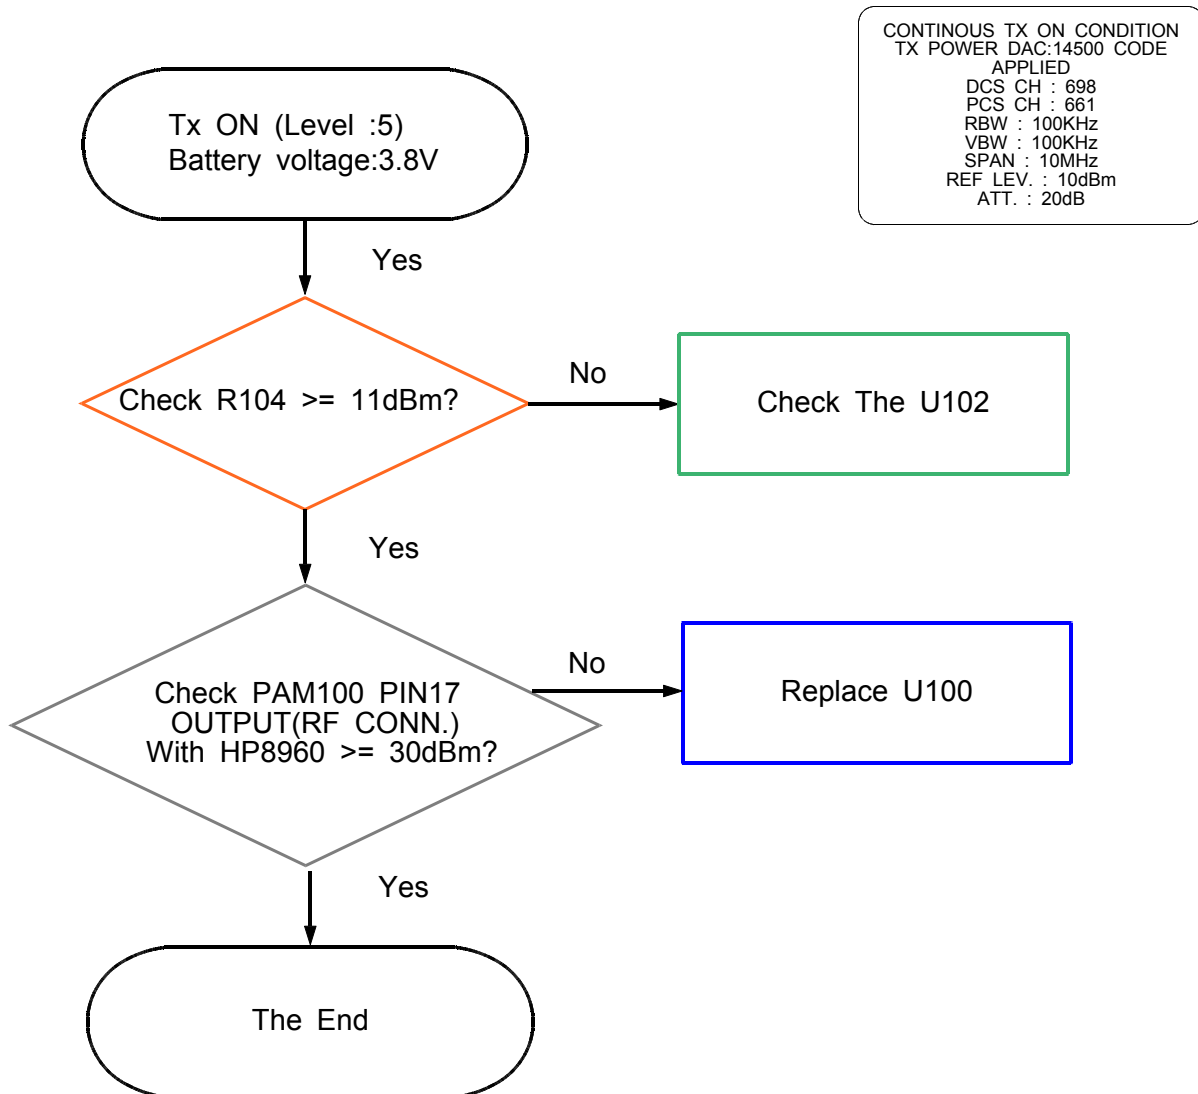 CONTINOUS TX ON CONDITION
TX POWER DAC:14500 CODE
APPLIED
DCS CH : 698
PCS CH : 661
RBW : 100KHz
VBW : 100KHz
SPAN : 10MHz
REF LEV. : 10dBm
ATT. : 20dB
Tx ON (Level :5)
Battery voltage:3.8V
Yes
Check R104 >= 11dBm?
No
Check The U102
Yes
Check PAM100 PIN17
OUTPUT(RF CONN.)
With HP8960 >= 30dBm?
No
Replace U100
Yes
The End